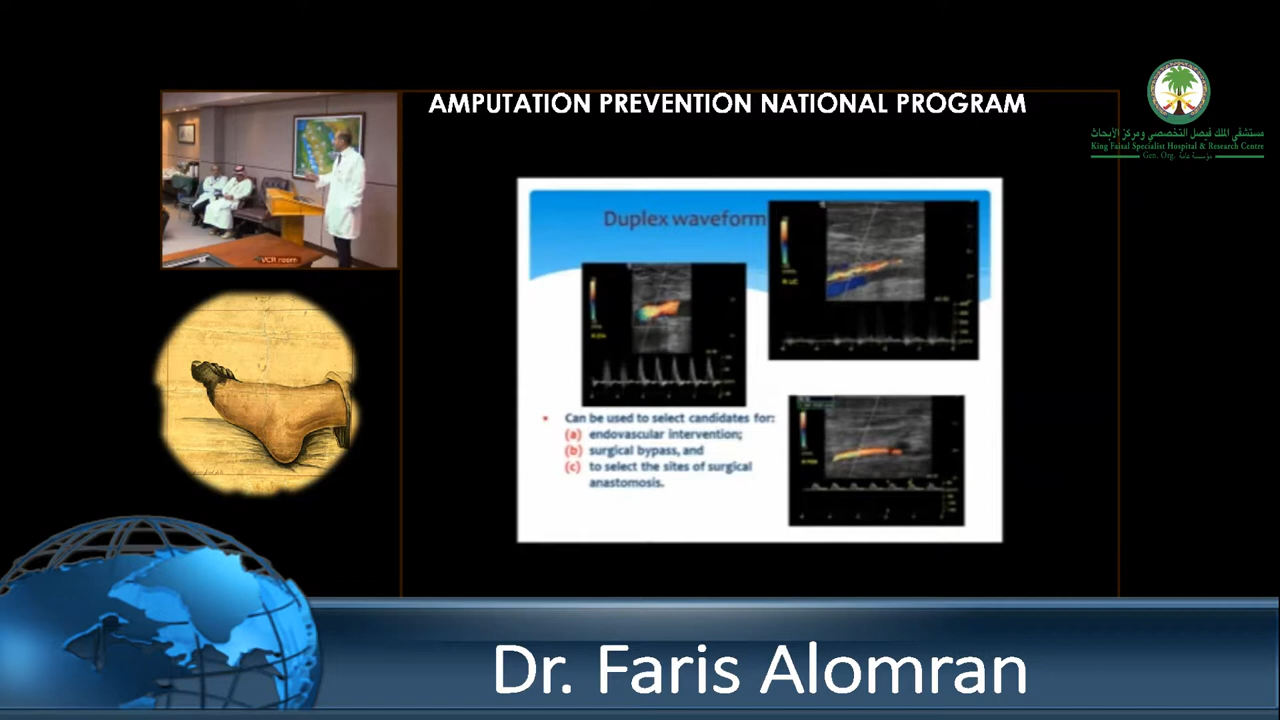 AMPUTATION PREVENTION NATIONAL PROGRAM
مستشفى الملك فيصل التخصصي ومركز الأبحاث
King Faisal Specialist Hospital & Research Centre
Gen. Org. مؤسسة عامة
VCR room
Duplex waveform
• Can be used to select candidates for:
(a) endovascular intervention;
(b) surgical bypass, and
(c) to select the sites of surgical
anastomosis.
Dr. Faris Alomran